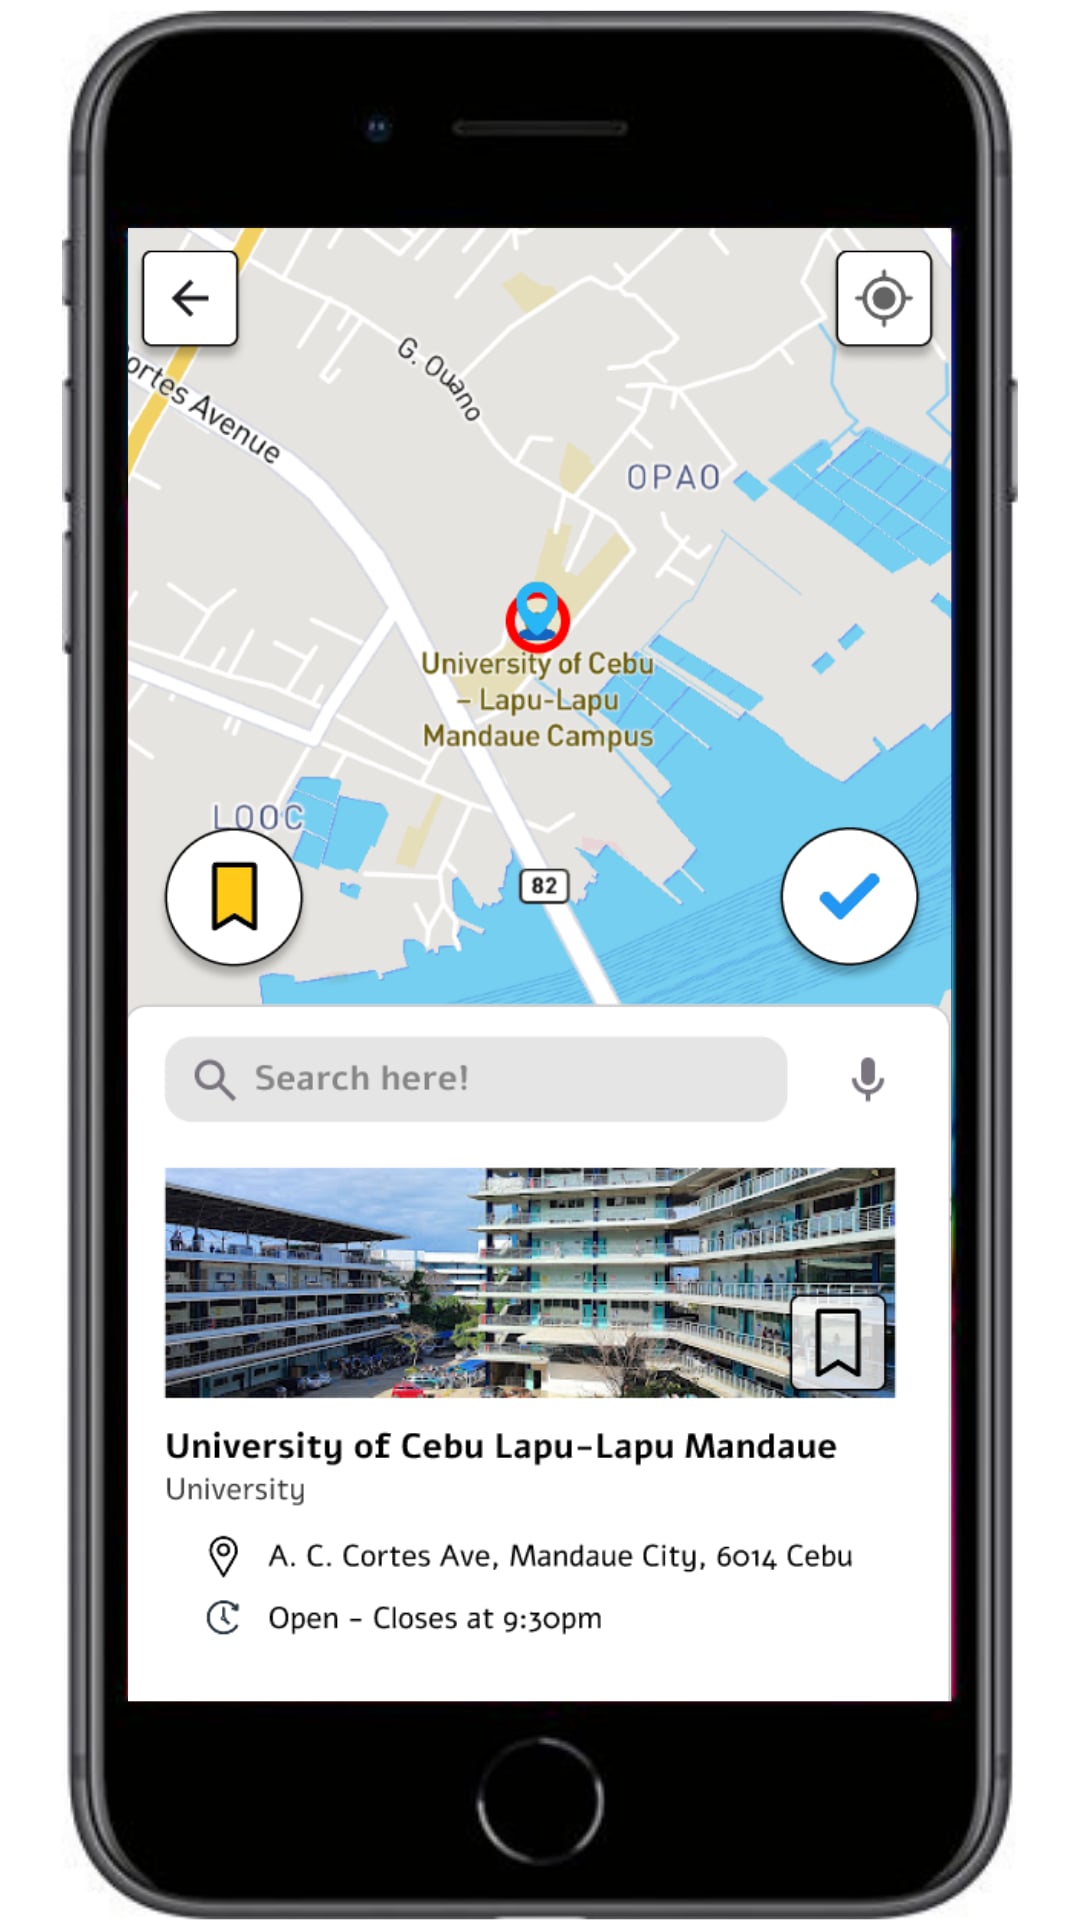 ortes Avenue
G. Ouano
OPAO
University of Cebu
– Lapu-Lapu
Mandaue Campus
LOOC
82
Search here!
University of Cebu Lapu-Lapu Mandaue
University
A. C. Cortes Ave, Mandaue City, 6014 Cebu
Open - Closes at 9:30pm